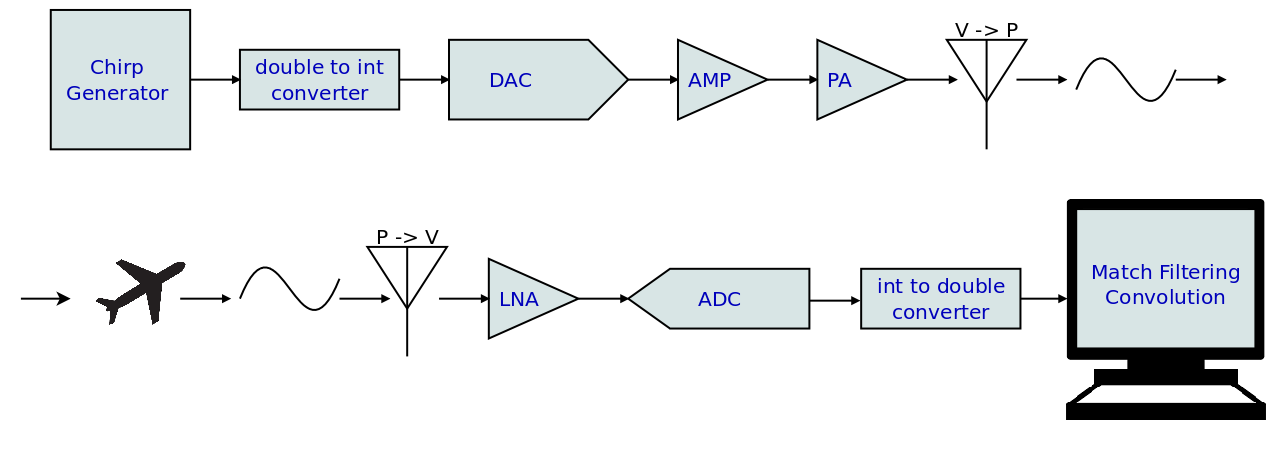 Chirp
Generator
double to int
converter
DAC
AMP
PA
V -> P
P -> V
LNA
ADC
int to double
converter
Match Filtering
Convolution